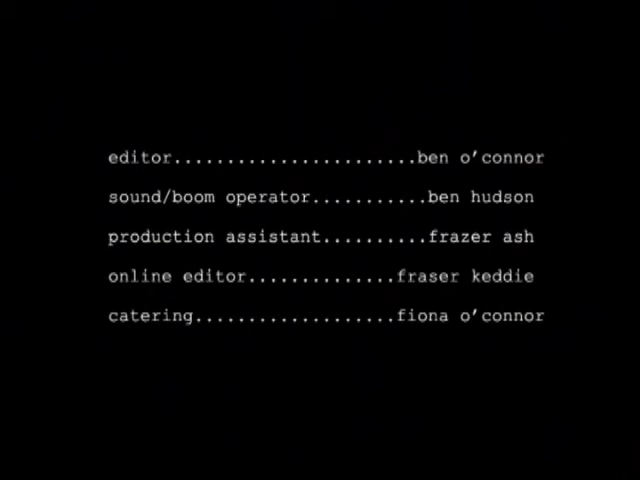 editor.......................ben o'connor
sound/boom operator...........ben hudson
production assistant..........frazer ash
online editor..............fraser keddie
catering...................fiona o'connor